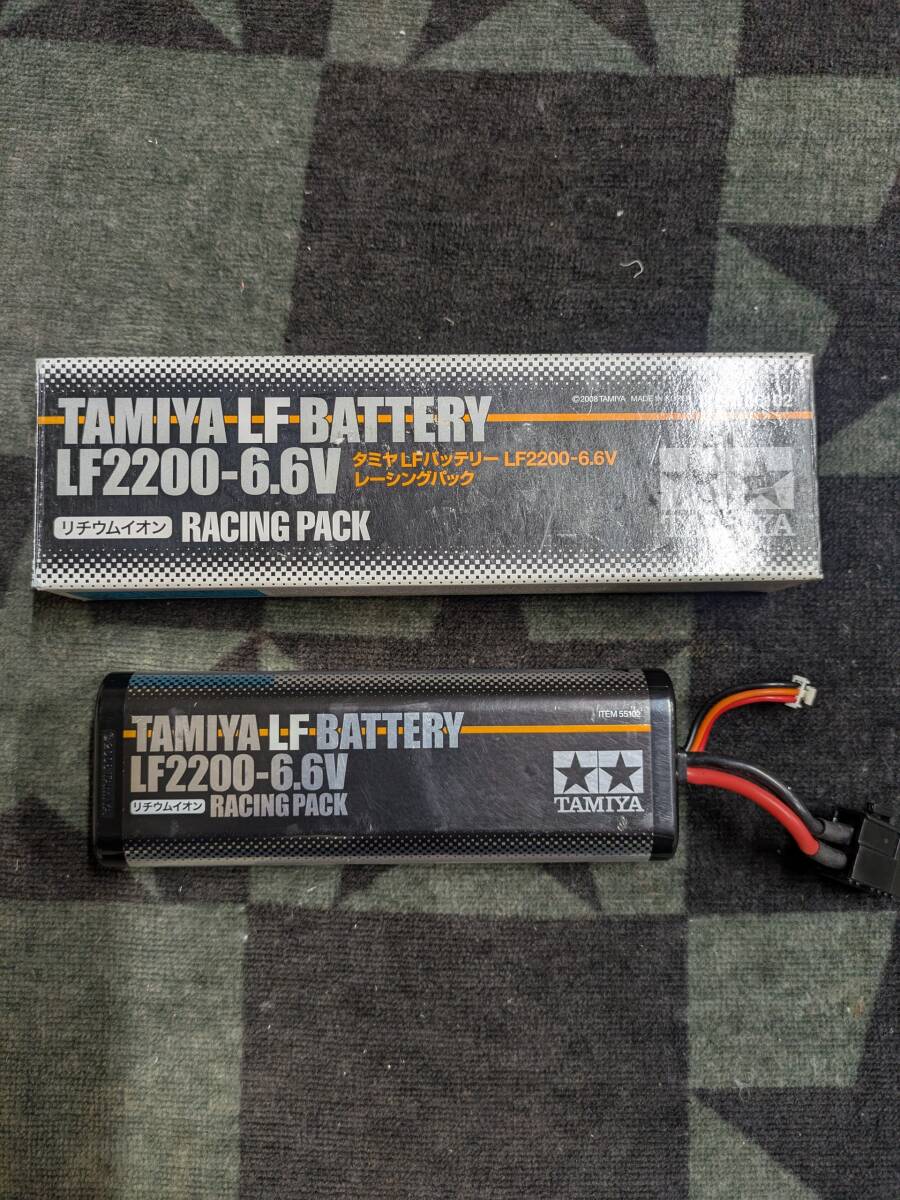 ©2008 TAMIYA MADE IN KOREA
TAMIYA LF BATTERY
LF2200-6.6V
タミヤLFバッテリー LF2200-6.6V
レーシングパック
リチウムイオン RACING PACK
TAMIYA
ITEM 55102
TAMIYA LF BATTERY
LF2200-6.6V
リチウムイオン RACING PACK
TAMIYA